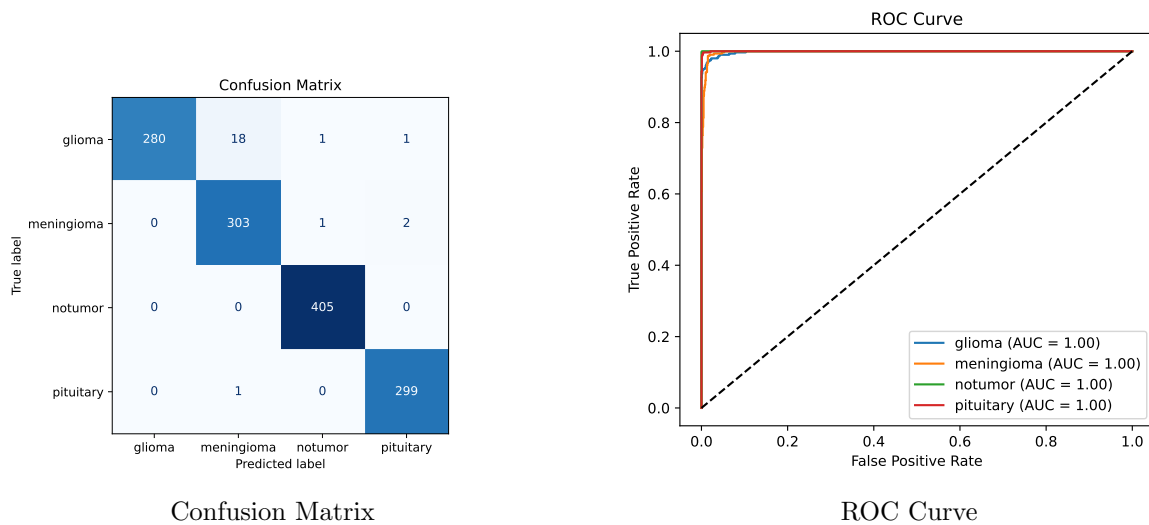 Confusion Matrix
glioma 280 18 1 1
meningioma 0 303 1 2
notumor 0 0 405 0
pituitary 0 1 0 299
True label
glioma meningioma notumor pituitary
Predicted label
Confusion Matrix
ROC Curve
1.0
0.8
0.6
0.4
0.2
0.0
True Positive Rate
glioma (AUC = 1.00)
meningioma (AUC = 1.00)
notumor (AUC = 1.00)
pituitary (AUC = 1.00)
0.0 0.2 0.4 0.6 0.8 1.0
False Positive Rate
ROC Curve